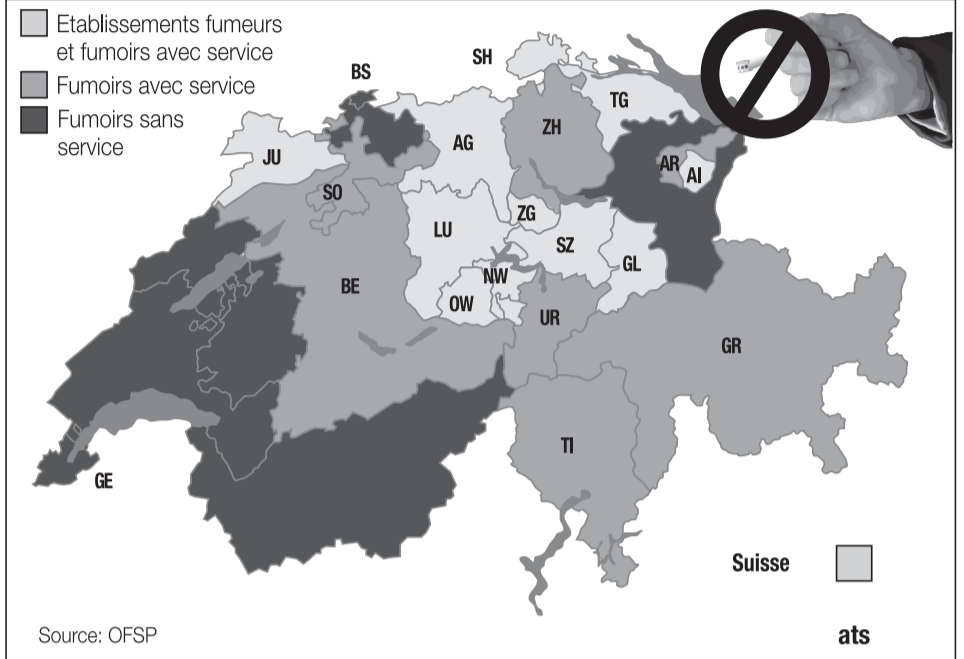 Etablissements fumeurs
et fumoirs avec service
Fumoirs avec service
Fumoirs sans
service
BS
SH
TG
JU
AG
ZH
AR
AI
SO
LU
ZG
SZ
GL
NW
BE
OW
UR
GR
TI
GE
Suisse
Source: OFSP
ats